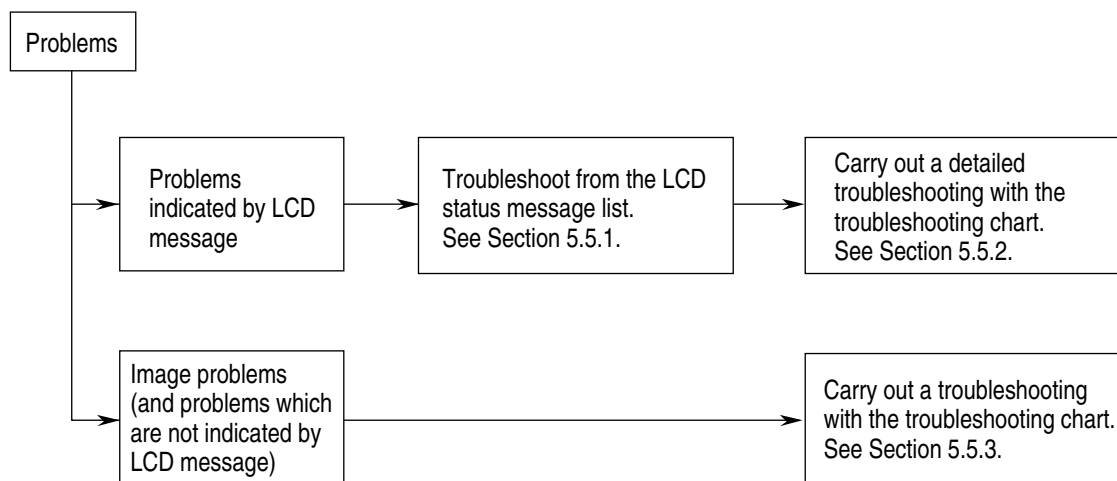 Problems
Problems
indicated by LCD
message
Troubleshoot from the LCD
status message list.
See Section 5.5.1.
Carry out a detailed
troubleshooting with the
troubleshooting chart.
See Section 5.5.2.
Image problems
(and problems which
are not indicated by
LCD message)
Carry out a troubleshooting
with the troubleshooting chart.
See Section 5.5.3.